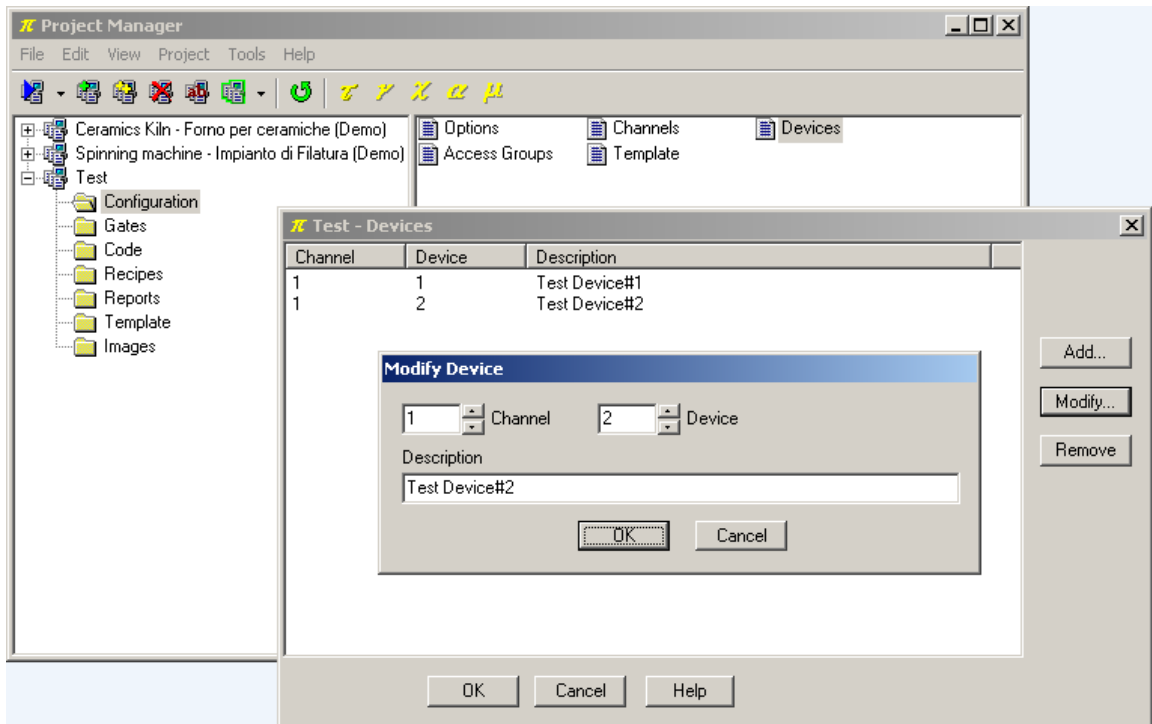 π Project Manager
File Edit View Project Tools Help
τ γ χ α μ
Ceramics Kiln - Forno per ceramiche (Demo)
Spinning machine - Impianto di Filatura (Demo)
Test
Configuration
Gates
Code
Recipes
Reports
Template
Images
Options Channels Devices
Access Groups Template
π Test - Devices
Channel Device Description
1 1 Test Device#1
1 2 Test Device#2
Add...
Modify...
Remove
Modify Device
1 Channel 2 Device
Description
Test Device#2
OK Cancel
OK Cancel Help